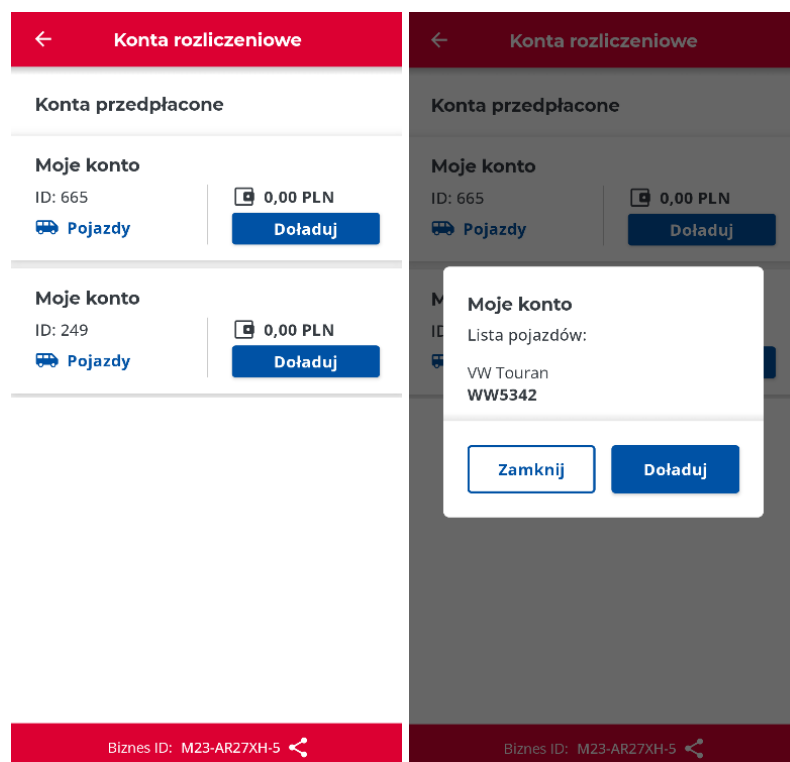 Konta rozliczeniowe
Konta przedpłacone
Moje konto
ID: 665
0,00 PLN
Pojazdy
Doładuj
Moje konto
ID: 249
0,00 PLN
Pojazdy
Doładuj
Biznes ID: M23-AR27XH-5
Konta rozliczeniowe
Konta przedpłacone
Moje konto
ID: 665
0,00 PLN
Pojazdy
Doładuj
M
ID
Moje konto
Lista pojazdów:
VW Touran
WW5342
Zamknij
Doładuj
Biznes ID: M23-AR27XH-5